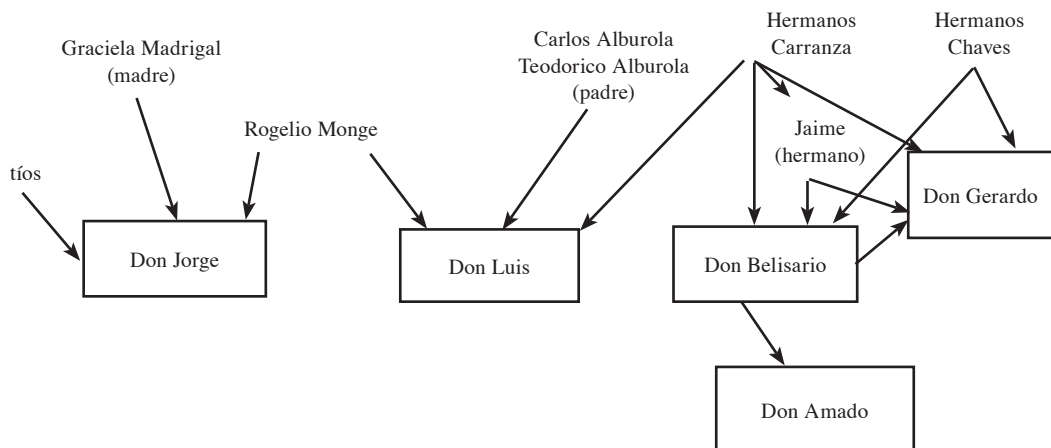 Graciela Madrigal
(madre)
Carlos Alburola
Teodorico Alburola
(padre)
Hermanos
Carranza
Hermanos
Chaves
Rogelio Monge
Jaime
(hermano)
tíos
Don Jorge
Don Luis
Don Belisario
Don Gerardo
Don Amado